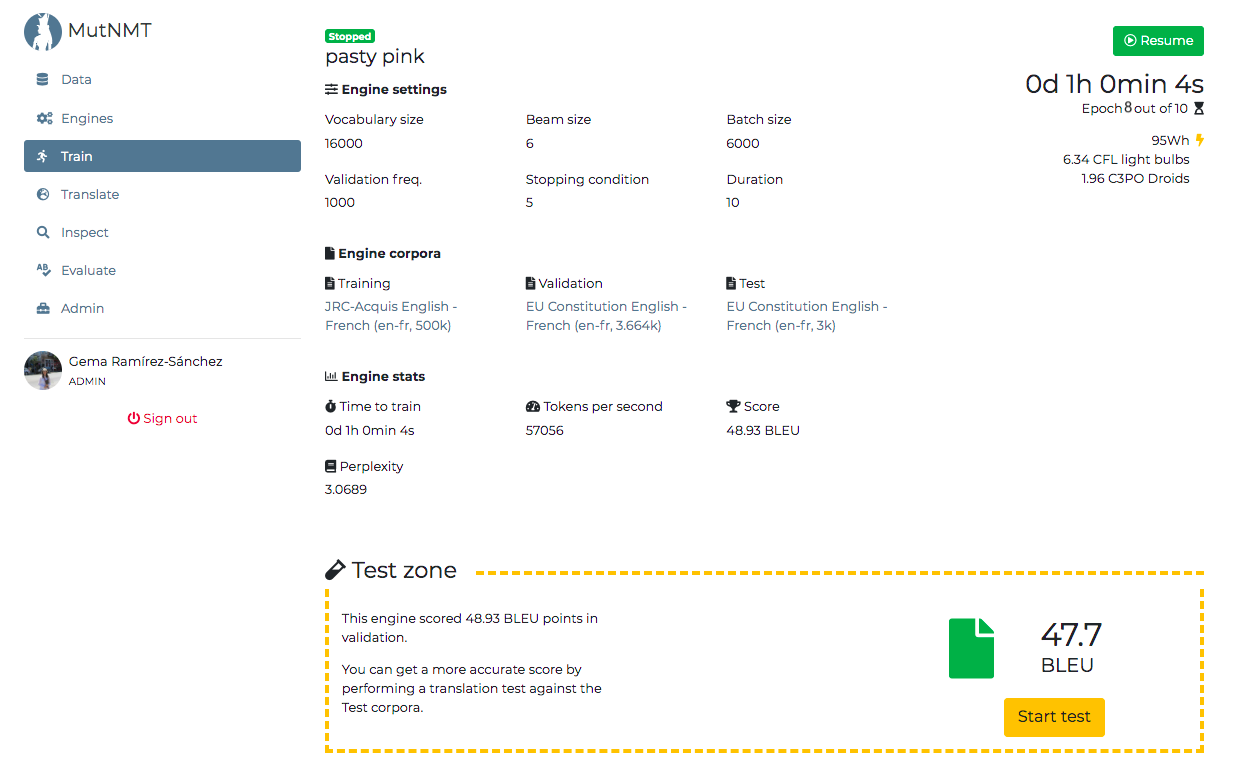 MutNMT
Data
Engines
Train
Translate
Inspect
Evaluate
Admin
Gema Ramírez-Sánchez
ADMIN
Sign out
Stopped
pasty pink
Resume
0d 1h 0min 4s
Epoch 8 out of 10
95Wh
6.34 CFL light bulbs
1.96 C3PO Droids
Engine settings
Vocabulary size Beam size Batch size
16000 6 6000
Validation freq. Stopping condition Duration
1000 5 10
Engine corpora
Training Validation Test
JRC-Acquis English - EU Constitution English - EU Constitution English -
French (en-fr, 500k) French (en-fr, 3.664k) French (en-fr, 3k)
Engine stats
Time to train Tokens per second Score
0d 1h 0min 4s 57056 48.93 BLEU
Perplexity
3.0689
Test zone
This engine scored 48.93 BLEU points in
validation.
You can get a more accurate score by
performing a translation test against the
Test corpora.
47.7
BLEU
Start test